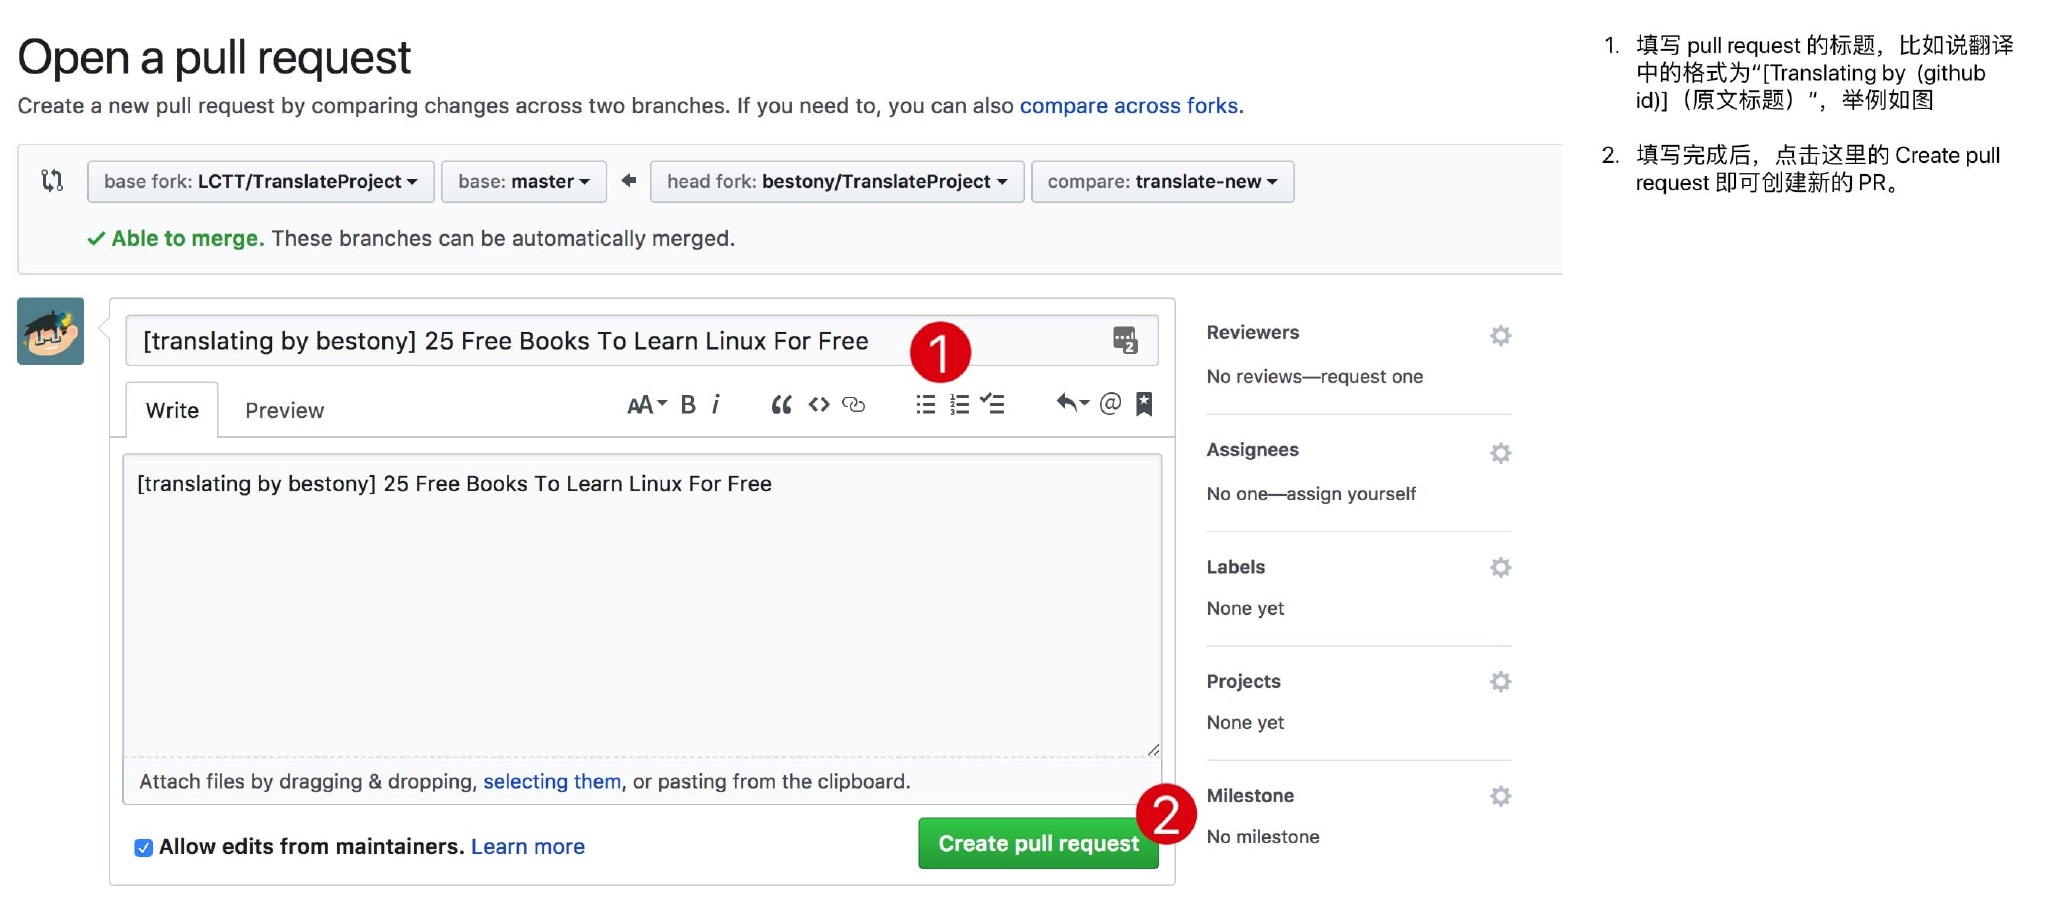 Open a pull request
Create a new pull request by comparing changes across two branches. If you need to, you can also compare across forks.
base fork: LCTT/TranslateProject base: master head fork: bestony/TranslateProject compare: translate-new
Able to merge. These branches can be automatically merged.
[translating by bestony] 25 Free Books To Learn Linux For Free
1
Write Preview AA B i @
[translating by bestony] 25 Free Books To Learn Linux For Free
Attach files by dragging & dropping, selecting them, or pasting from the clipboard.
Allow edits from maintainers. Learn more
Create pull request
2
Reviewers
No reviews—request one
Assignees
No one—assign yourself
Labels
None yet
Projects
None yet
Milestone
No milestone
1. 填写 pull request 的标题，比如说翻译
中的格式为“[Translating by（github
id)]（原文标题）“，举例如图
2. 填写完成后，点击这里的 Create pull
request 即可创建新的 PR。